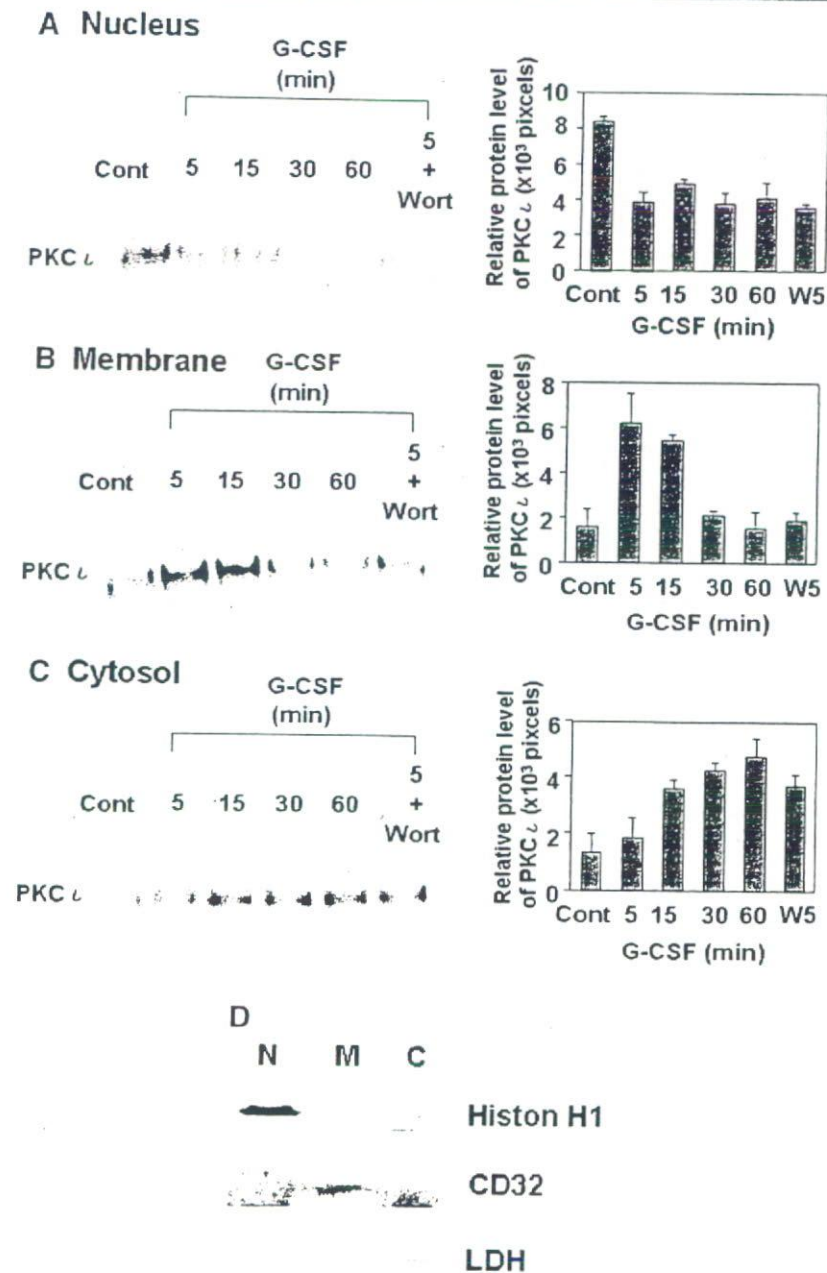 A Nucleus
G-CSF
(min)
Cont 5 15 30 60 5
+
Wort
PKC ι
Relative protein level
of PKC ι (x10³ pixcels)
10
8
6
4
2
0
Cont 5 15 30 60 W5
G-CSF (min)
B Membrane
G-CSF
(min)
Cont 5 15 30 60 5
+
Wort
PKC ι
Relative protein level
of PKC ι (x10³ pixcels)
8
6
4
2
0
Cont 5 15 30 60 W5
G-CSF (min)
C Cytosol
G-CSF
(min)
Cont 5 15 30 60 5
+
Wort
PKC ι
Relative protein level
of PKC ι (x10³ pixcels)
6
4
2
0
Cont 5 15 30 60 W5
G-CSF (min)
D
N M C
Histon H1
CD32
LDH